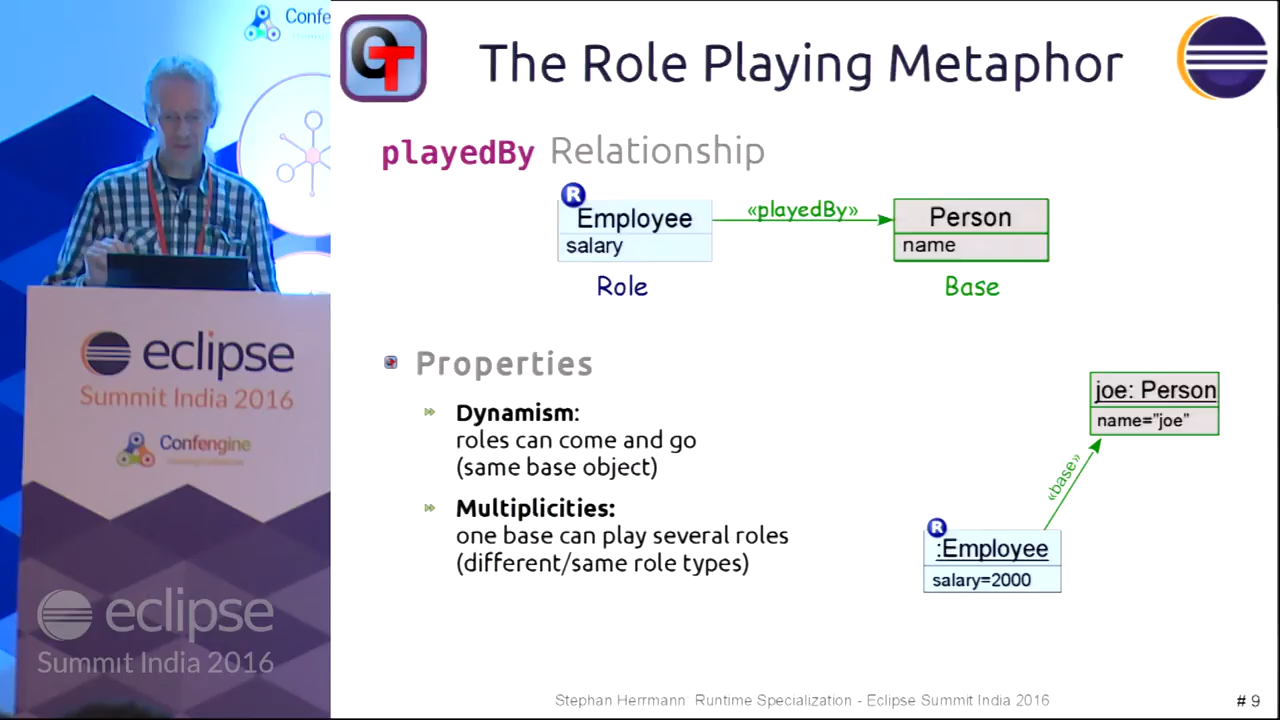 Confe
OT
The Role Playing Metaphor
playedBy Relationship
R
Employee
salary
«playedBy»
Person
name
Role
Base
Properties
Dynamism:
roles can come and go
(same base object)
Multiplicities:
one base can play several roles
(different/same role types)
joe: Person
name="joe"
«base»
R
:Employee
salary=2000
eclipse
Summit India 2016
Confengine
eclipse
Summit India 2016
Stephan Herrmann: Runtime Specialization - Eclipse Summit India 2016
# 9